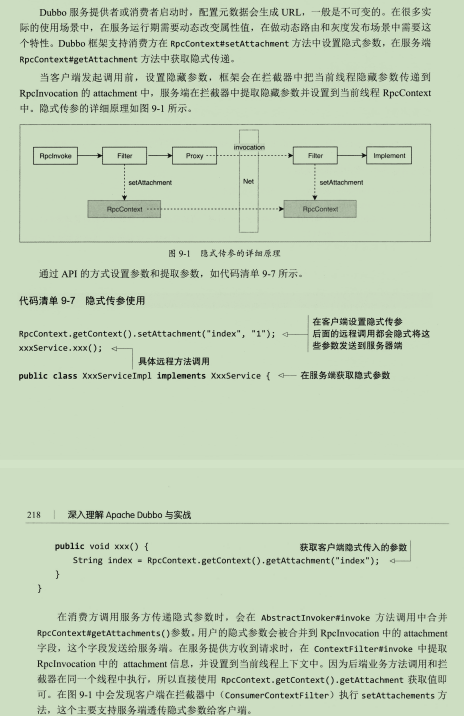 Dubbo 服务提供者或消费者启动时，配置元数据会生成 URL，一般是不可变的。在很多实
际的使用场景中，在服务运行期需要动态改变属性值，在做动态路由和灰度发布场景中需要这
个特性。Dubbo 框架支持消费方在 RpcContext#setAttachment 方法中设置隐式参数，在服务端
RpcContext#getAttachment 方法中获取隐式传递。
当客户端发起调用前，设置隐藏参数，框架会在拦截器中把当前线程隐藏参数传递到
RpcInvocation 的 attachment 中，服务端在拦截器中提取隐藏参数并设置到当前线程 RpcContext
中。隐式传参的详细原理如图 9-1 所示。
RpcInvoke
Filter
Proxy
invocation
Filter
Implement
setAttachment
Net
setAttachment
RpcContext
RpcContext
图 9-1 隐式传参的详细原理
通过 API 的方式设置参数和提取参数，如代码清单 9-7 所示。
代码清单 9-7 隐式传参使用
在客户端设置隐式传参
RpcContext.getContext().setAttachment("index", "1"); 后面的远程调用都会隐式将这
xxxService.xxx(); 些参数发送到服务器端
具体远程方法调用
public class XxxServiceImpl implements XxxService { 在服务端获取隐式参数
218 深入理解 Apache Dubbo 与实战
public void xxx() { 获取客户端隐式传入的参数
String index = RpcContext.getContext().getAttachment("index");
}
}
在消费方调用服务方传递隐式参数时，会在 AbstractInvoker#invoke 方法调用中合并
RpcContext#getAttachments()参数，用户的隐式参数会被合并到 RpcInvocation 中的 attachment
字段，这个字段发送给服务端。在服务提供方收到请求时，在 ContextFilter#invoke 中提取
RpcInvocation 中的 attachment 信息，并设置到当前线程上下文中。因为后端业务方法调用和拦
截器在同一个线程中执行，所以直接使用 RpcContext.getContext().getAttachment 获取值即
可。在图 9-1 中会发现客户端在拦截器中（ConsumerContextFilter）执行 setAttachements 方
法，这个主要支持服务端透传隐式参数给客户端。